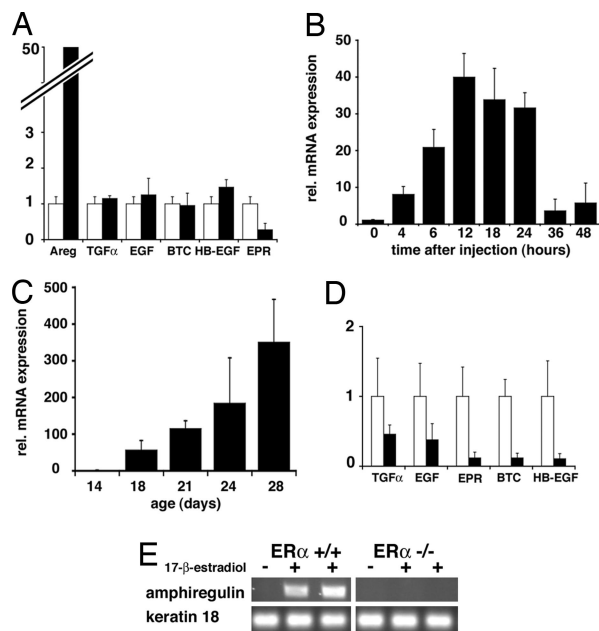 A
50
3
2
1
0
Areg TGFα EGF BTC HB-EGF EPR
B
rel. mRNA expression
50
40
30
20
10
0
0 4 6 12 18 24 36 48
time after injection (hours)
C
rel. mRNA expression
500
400
300
200
100
0
14 18 21 24 28
age (days)
D
2
1
0
TGFα EGF EPR BTC HB-EGF
E
ERα +/+ ERα -/-
17-β-estradiol - + + - + +
amphiregulin
keratin 18